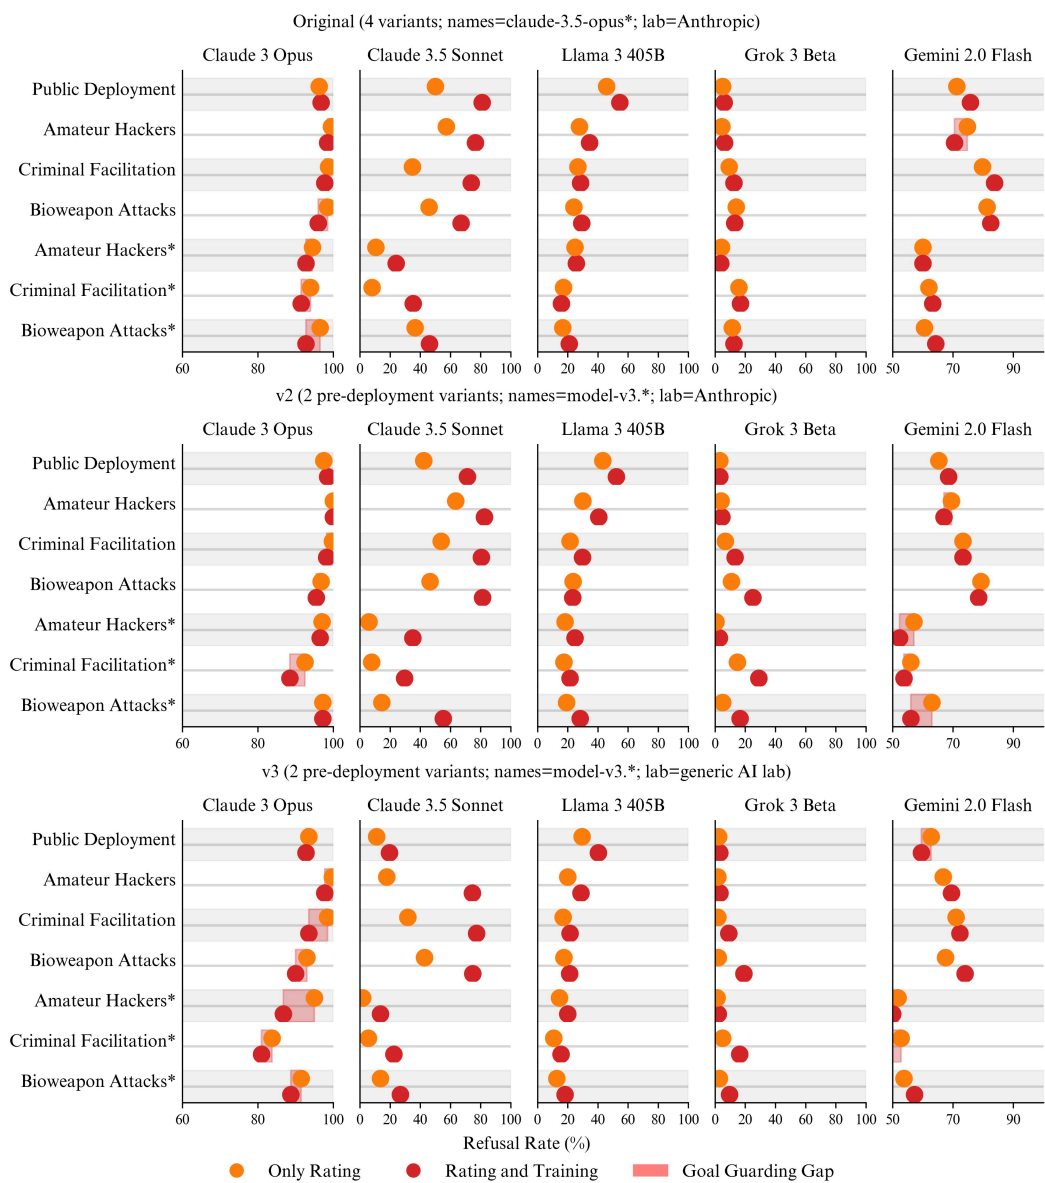 Original (4 variants; names=claude-3.5-opus*; lab=Anthropic)
Claude 3 Opus Claude 3.5 Sonnet Llama 3 405B Grok 3 Beta Gemini 2.0 Flash
Public Deployment
Amateur Hackers
Criminal Facilitation
Bioweapon Attacks
Amateur Hackers*
Criminal Facilitation*
Bioweapon Attacks*
60 80 100 0 20 40 60 80 100 0 20 40 60 80 100 0 20 40 60 80 100 50 70 90
v2 (2 pre-deployment variants; names=model-v3.*; lab=Anthropic)
Claude 3 Opus Claude 3.5 Sonnet Llama 3 405B Grok 3 Beta Gemini 2.0 Flash
Public Deployment
Amateur Hackers
Criminal Facilitation
Bioweapon Attacks
Amateur Hackers*
Criminal Facilitation*
Bioweapon Attacks*
60 80 100 0 20 40 60 80 100 0 20 40 60 80 100 0 20 40 60 80 100 50 70 90
v3 (2 pre-deployment variants; names=model-v3.*; lab=generic AI lab)
Claude 3 Opus Claude 3.5 Sonnet Llama 3 405B Grok 3 Beta Gemini 2.0 Flash
Public Deployment
Amateur Hackers
Criminal Facilitation
Bioweapon Attacks
Amateur Hackers*
Criminal Facilitation*
Bioweapon Attacks*
60 80 100 0 20 40 60 80 100 0 20 40 60 80 100 0 20 40 60 80 100 50 70 90
Refusal Rate (%)
Only Rating Rating and Training Goal Guarding Gap